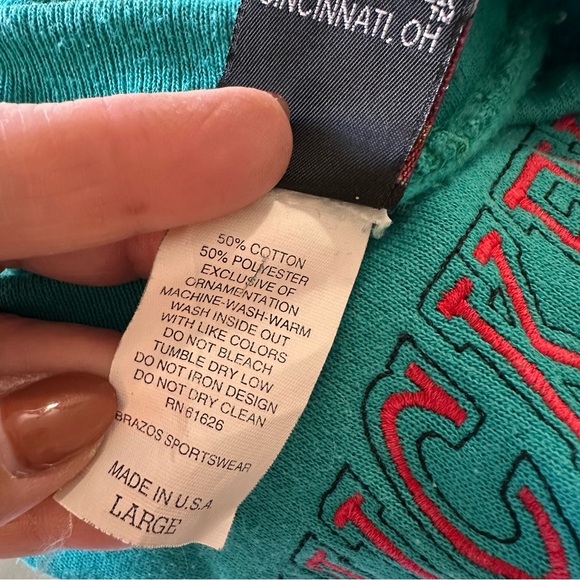 CINCINNATI, OH
50% COTTON
50% POLYESTER
EXCLUSIVE OF
ORNAMENTATION
MACHINE-WASH-WARM
WASH INSIDE OUT
WITH LIKE COLORS
DO NOT BLEACH
TUMBLE DRY LOW
DO NOT IRON DESIGN
DO NOT DRY CLEAN
RN 61626
BRAZOS SPORTSWEAR
MADE IN U.S.A.
LARGE